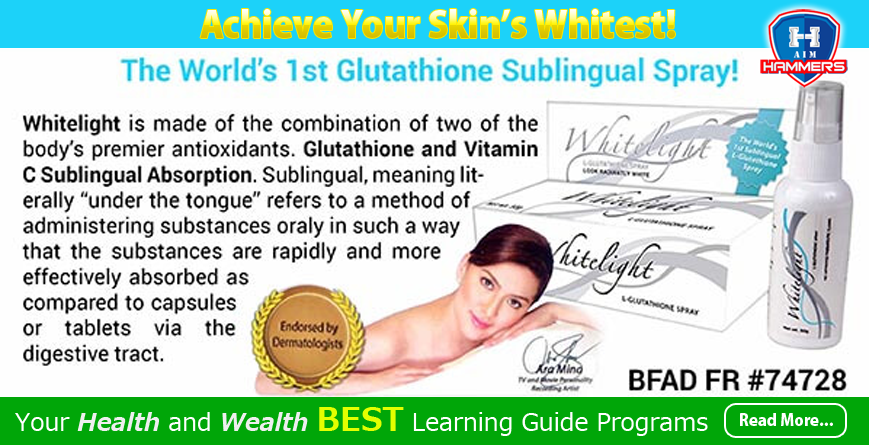 Achieve Your Skin's Whitest!
H
AIM
HAMMERS
The World's 1st Glutathione Sublingual Spray!
Whitelight is made of the combination of two of the
body's premier antioxidants. Glutathione and Vitamin
C Sublingual Absorption. Sublingual, meaning lit-
erally “under the tongue” refers to a method of
administering substances oraly in such a way
that the substances are rapidly and more
effectively absorbed as
compared to capsules
or tablets via the
digestive tract.
Endorsed by
Dermatologists
Whitelight
L-GLUTATHIONE SPRAY
LOOK RADIANTLY WHITE
The World's
1st Sublingual
L-Glutathione
Spray
Whitelight
L-GLUTATHIONE SPRAY
Whitelight
L-GLUTATHIONE SPRAY
Whitelight
Ara Mina
TV and Movie Personality
Recording Artist
BFAD FR #74728
Your Health and Wealth BEST Learning Guide Programs
Read More...